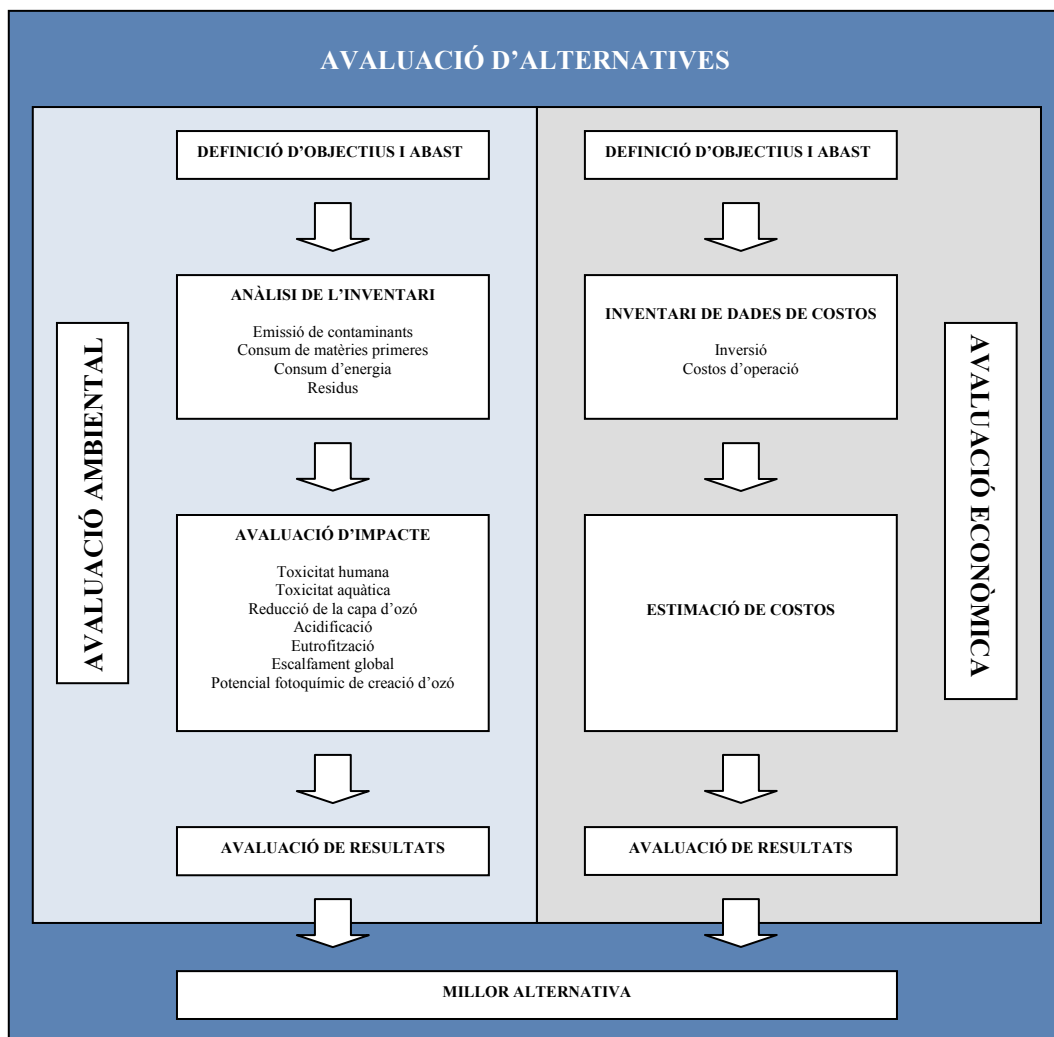 AVALUACIÓ D’ALTERNATIVES
AVALUACIÓ AMBIENTAL
DEFINICIÓ D’OBJECTIUS I ABAST
ANÀLISI DE L’INVENTARI
Emissió de contaminants
Consum de matèries primeres
Consum d’energia
Residus
AVALUACIÓ D’IMPACTE
Toxicitat humana
Toxicitat aquàtica
Reducció de la capa d’ozó
Acidificació
Eutrofització
Escalfament global
Potencial fotoquímic de creació d’ozó
AVALUACIÓ DE RESULTATS
DEFINICIÓ D’OBJECTIUS I ABAST
INVENTARI DE DADES DE COSTOS
Inversió
Costos d’operació
ESTIMACIÓ DE COSTOS
AVALUACIÓ DE RESULTATS
AVALUACIÓ ECONÒMICA
MILLOR ALTERNATIVA